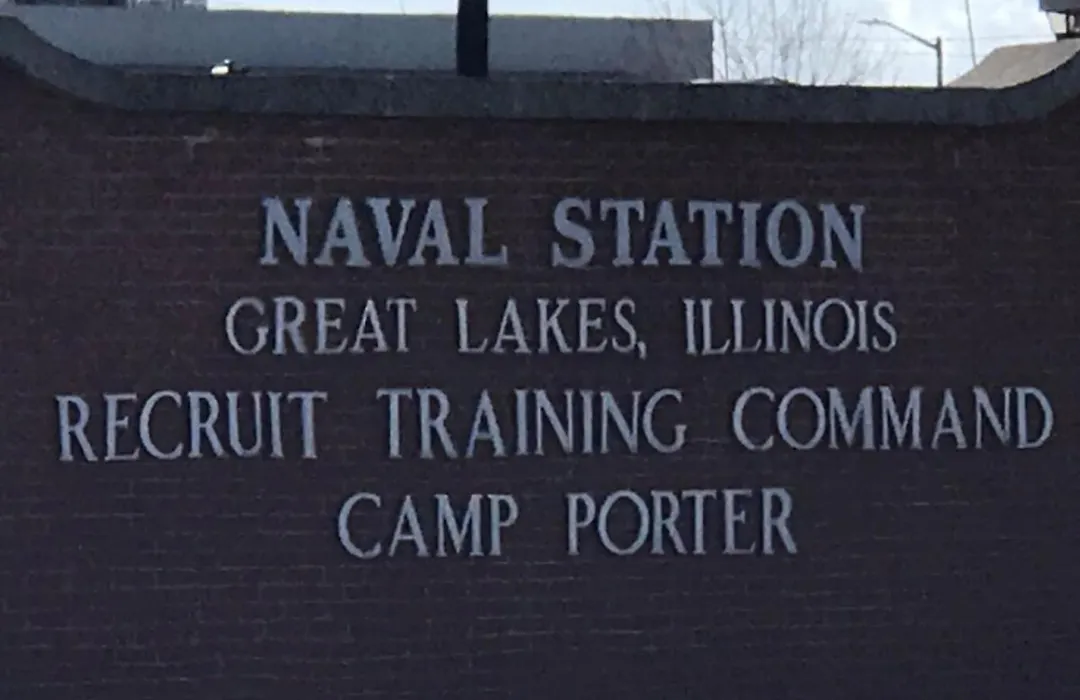 NAVAL STATION
GREAT LAKES, ILLINOIS
RECRUIT TRAINING COMMAND
CAMP PORTER